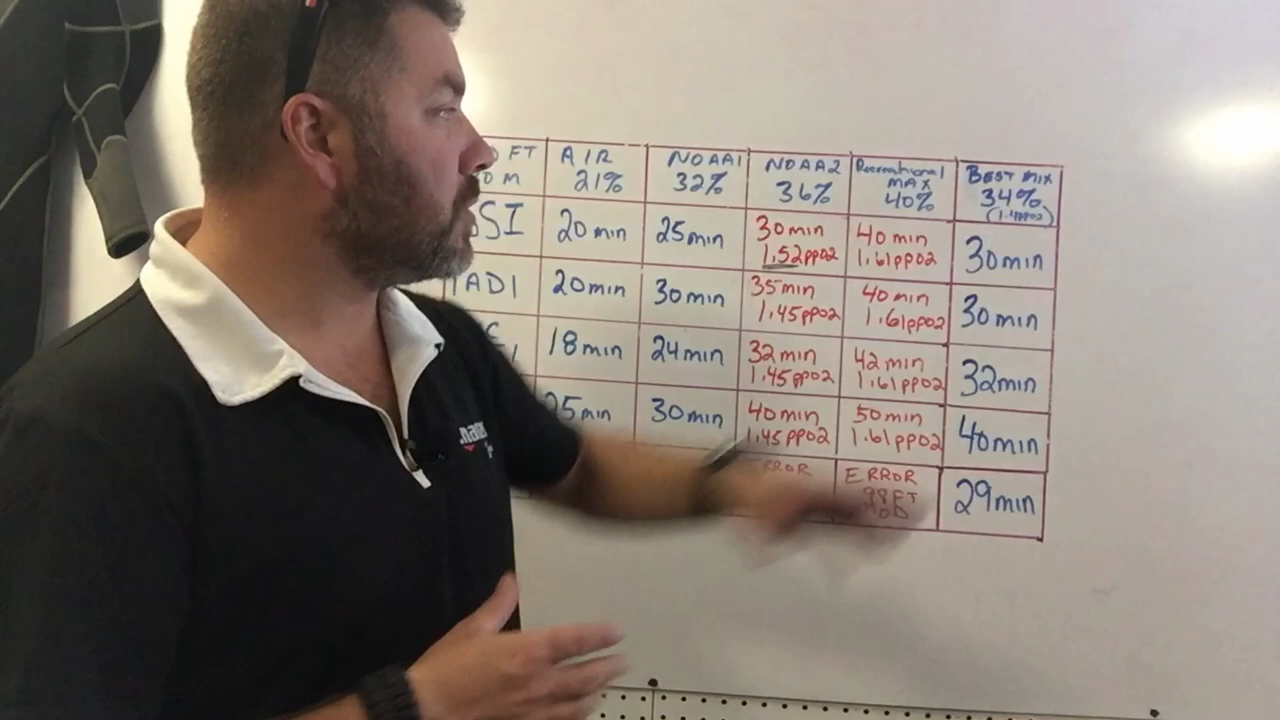 FT AIR NOAA1 NOAA2 Recreational BEST MIX
M 21% 32% 36% MAX 34%
40% (1.4ppo2)
SI 20min 25min 30min 40min 30min
1.52ppo2 1.61ppo2
ADI 20min 30min 35min 40min 30min
1.45ppo2 1.61ppo2
18min 24min 32min 42min 32min
1.45ppo2 1.61ppo2
25min 30min 40min 50min 40min
1.45ppo2 1.61ppo2
ERROR ERROR 29min
98FT